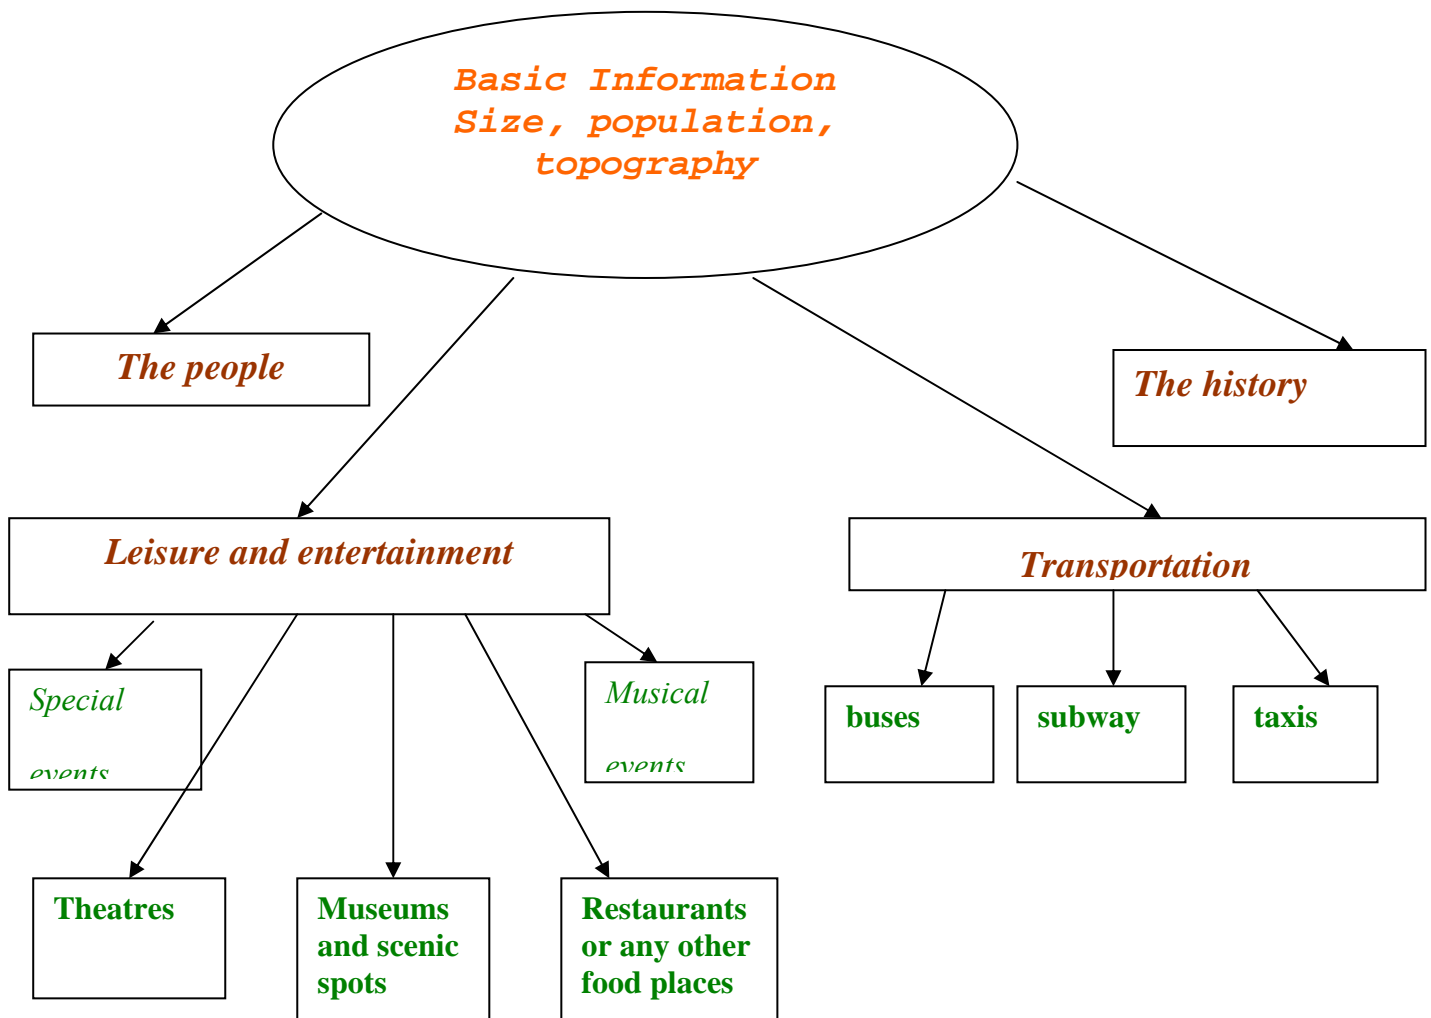 Basic Information
Size, population,
topography
The people
The history
Leisure and entertainment
Transportation
Special
events
Musical
events
buses
subway
taxis
Theatres
Museums
and scenic
spots
Restaurants
or any other
food places